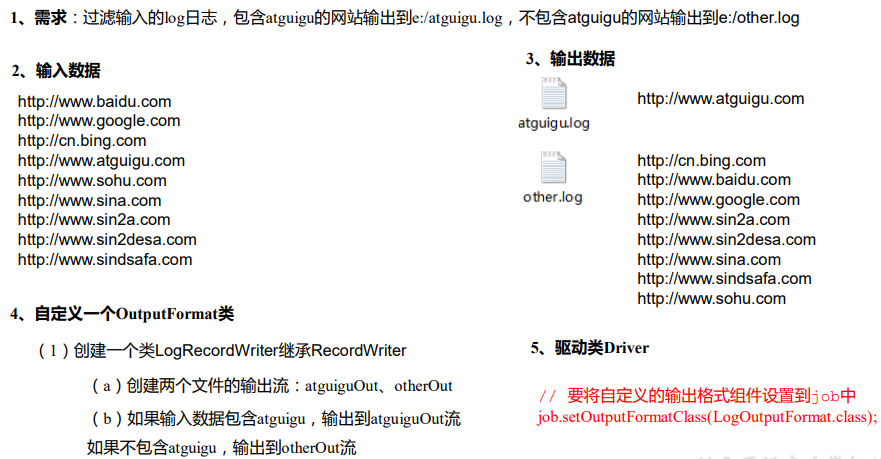 1、需求：过滤输入的log日志，包含atguigu的网站输出到e:/atguigu.log，不包含atguigu的网站输出到e:/other.log
2、输入数据
http://www.baidu.com
http://www.google.com
http://cn.bing.com
http://www.atguigu.com
http://www.sohu.com
http://www.sina.com
http://www.sin2a.com
http://www.sin2desa.com
http://www.sindsafa.com
3、输出数据
atguigu.log
http://www.atguigu.com
other.log
http://cn.bing.com
http://www.baidu.com
http://www.google.com
http://www.sin2a.com
http://www.sin2desa.com
http://www.sina.com
http://www.sindsafa.com
http://www.sohu.com
4、自定义一个OutputFormat类
（1）创建一个类LogRecordWriter继承RecordWriter
（a）创建两个文件的输出流：atguiguOut、otherOut
（b）如果输入数据包含atguigu，输出到atguiguOut流
如果不包含atguigu，输出到otherOut流
5、驱动类Driver
// 要将自定义的输出格式组件设置到job中
job.setOutputFormatClass(LogOutputFormat.class);